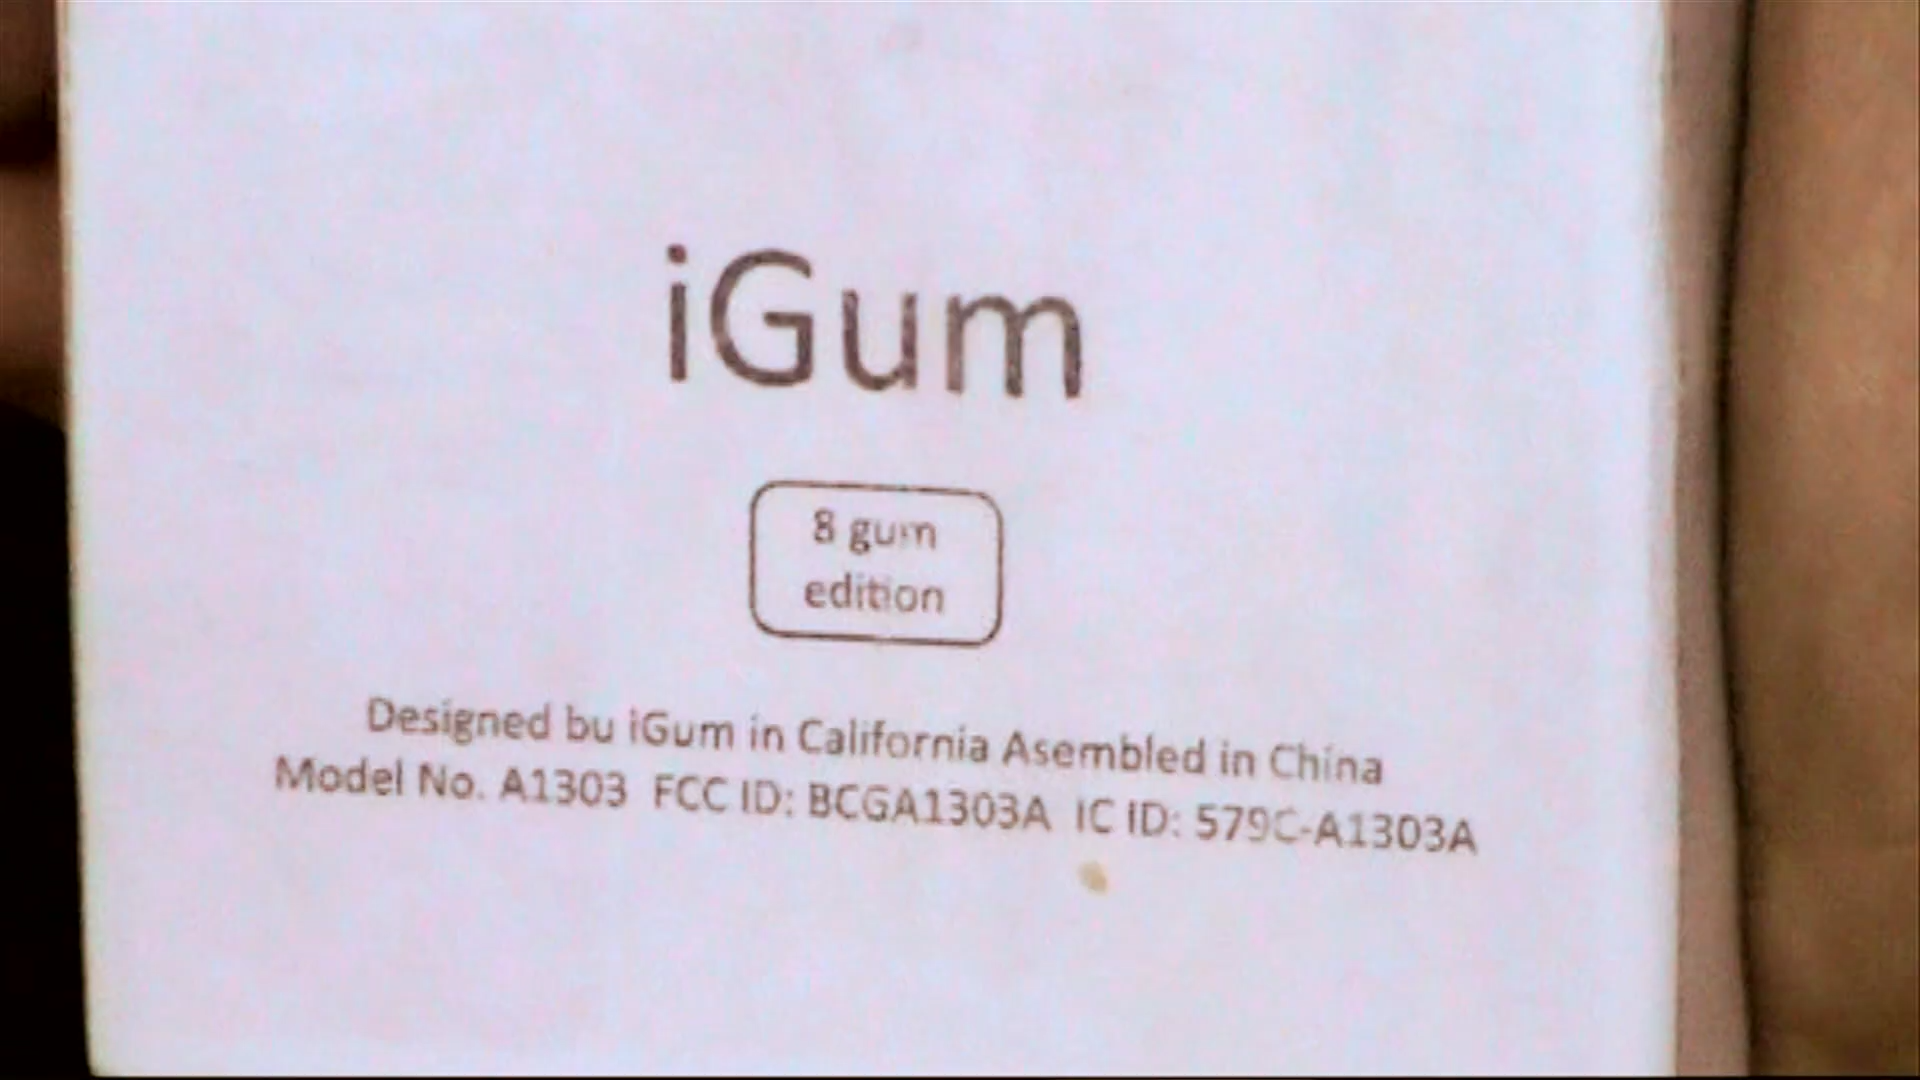 iGum
8 gum
edition
Designed bu iGum in California Asembled in China
Model No. A1303 FCC ID: BCGA1303A IC ID: 579C-A1303A